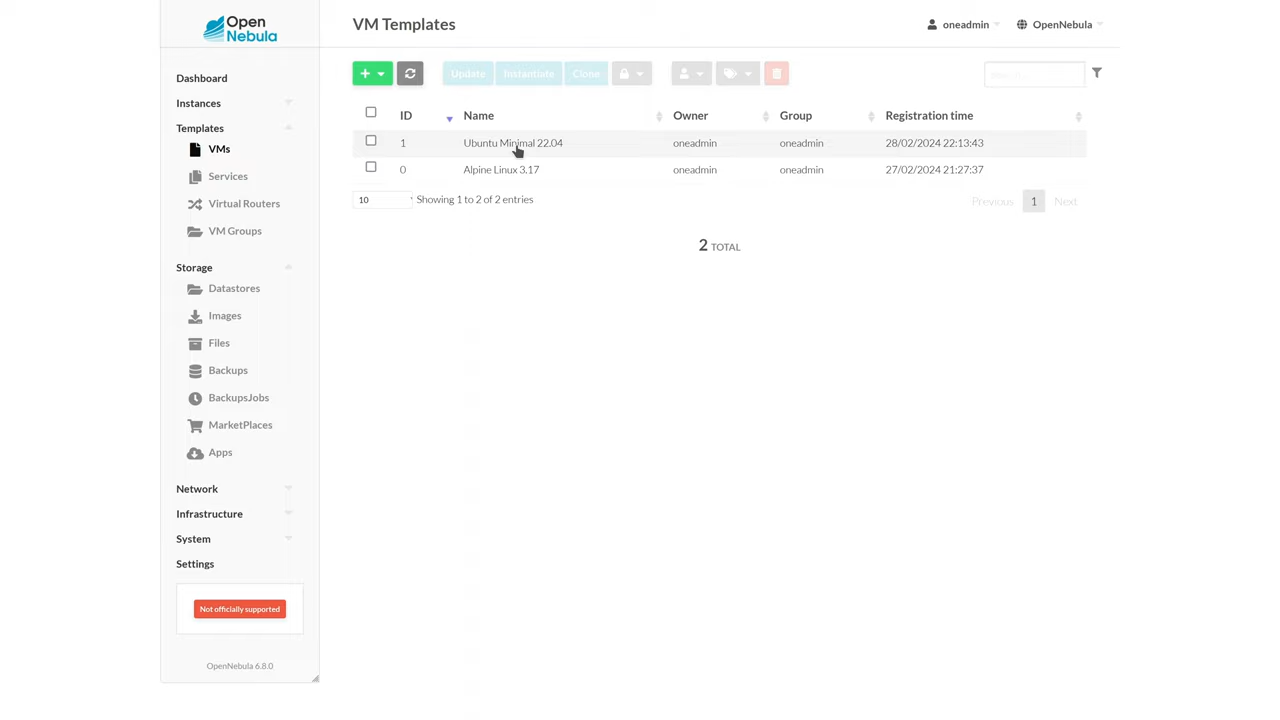 Open
Nebula
VM Templates
oneadmin
OpenNebula
Dashboard
Instances
Templates
VMs
Services
Virtual Routers
VM Groups
Storage
Datastores
Images
Files
Backups
BackupsJobs
MarketPlaces
Apps
Network
Infrastructure
System
Settings
Not officially supported
OpenNebula 6.8.0
Update Instantiate Clone
ID Name Owner Group Registration time
1 Ubuntu Minimal 22.04 oneadmin oneadmin 28/02/2024 22:13:43
0 Alpine Linux 3.17 oneadmin oneadmin 27/02/2024 21:27:37
10 Showing 1 to 2 of 2 entries Previous 1 Next
2 TOTAL